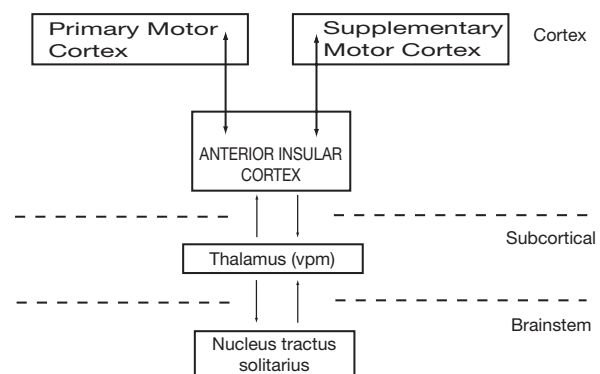 Primary Motor
Cortex
Supplementary
Motor Cortex
Cortex
ANTERIOR INSULAR
CORTEX
Subcortical
Thalamus (vpm)
Brainstem
Nucleus tractus
solitarius